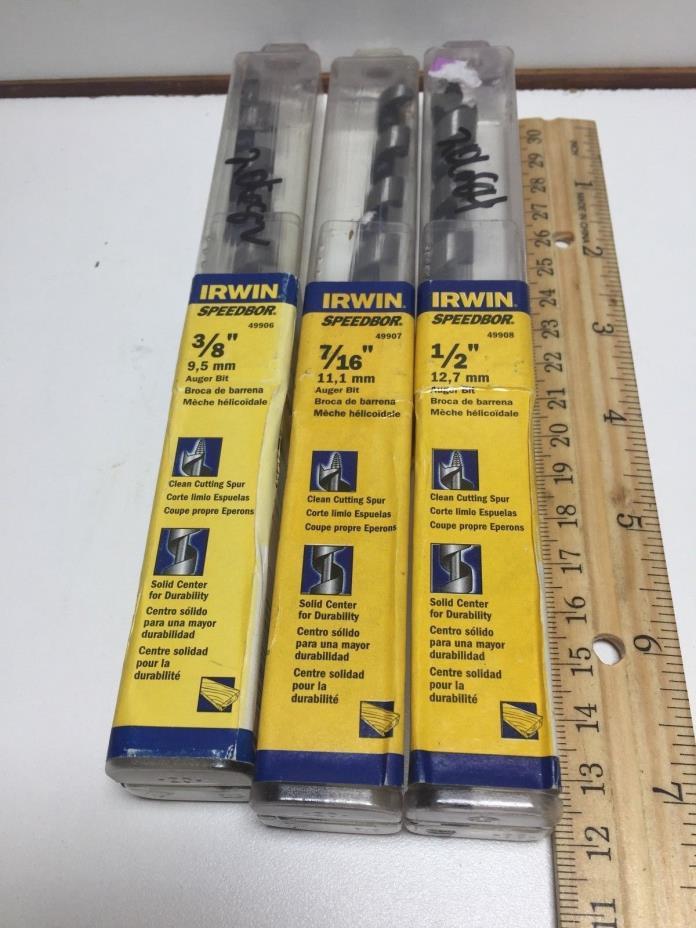 IRWIN
SPEEDBOR®
49906
3/8"
9,5 mm
Auger Bit
Broca de barrena
Mèche hélicoïdale
Clean Cutting Spur
Corte limio Espuelas
Coupe propre Eperons
Solid Center
for Durability
Centro sólido
para una mayor
durabilidad
Centre solidad
pour la
durabilité
IRWIN
SPEEDBOR®
49907
7/16"
11,1 mm
Auger Bit
Broca de barrena
Mèche hélicoïdale
Clean Cutting Spur
Corte limio Espuelas
Coupe propre Eperons
Solid Center
for Durability
Centro sólido
para una mayor
durabilidad
Centre solidad
pour la
durabilité
IRWIN
SPEEDBOR®
49908
1/2"
12,7 mm
Auger Bit
Broca de barrena
Mèche hélicoïdale
Clean Cutting Spur
Corte limio Espuelas
Coupe propre Eperons
Solid Center
for Durability
Centro sólido
para una mayor
durabilidad
Centre solidad
pour la
durabilité
11 12 13 14 15 16 17 18 19 20 21 22 23 24 25 26 27 28 29 30
MADE IN CHINA
1 2 3 4 5 6 7